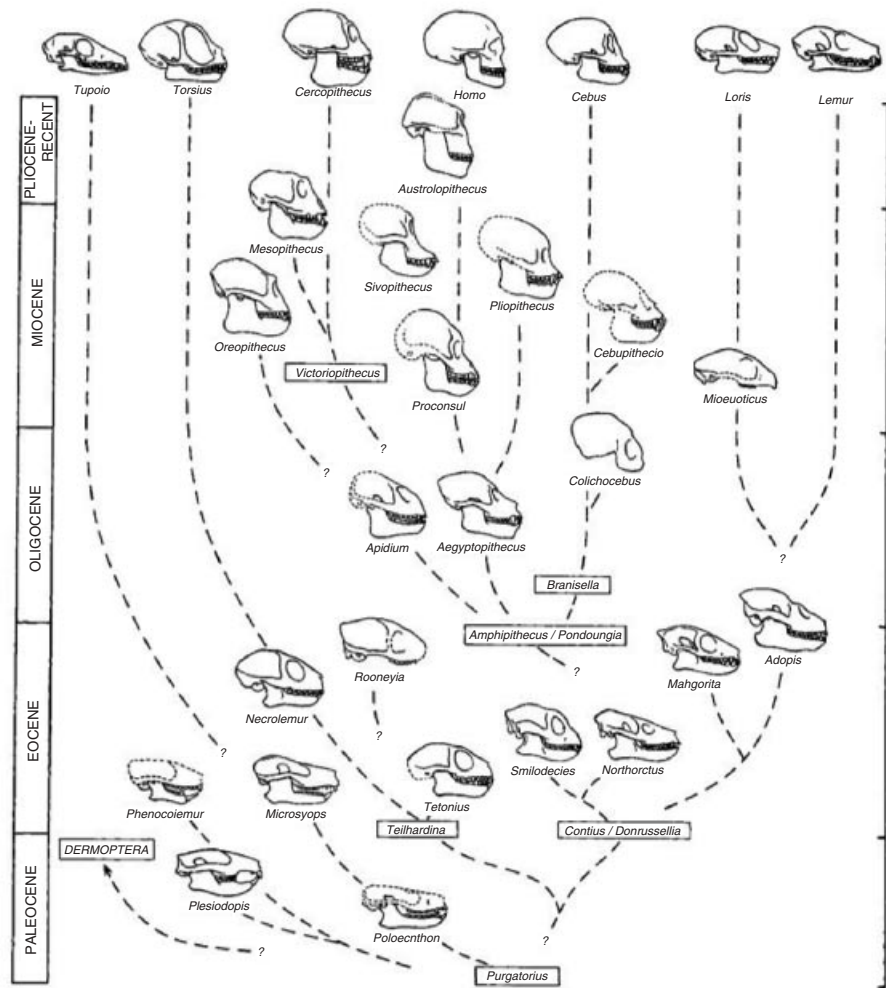 Tupoio
Torsius
Cercopithecus
Homo
Cebus
Loris
Lemur
PLIOCENE-
RECENT
Austrolopithecus
Mesopithecus
Sivopithecus
Pliopithecus
MIOCENE
Oreopithecus
Cebupithecio
Victoriopithecus
Proconsul
Mioeuoticus
?
?
Colichocebus
OLIGOCENE
Apidium
Aegyptopithecus
?
Branisella
Amphipithecus / Pondoungia
Rooneyia
?
Mahgorita
Adopis
EOCENE
Necrolemur
?
?
Smilodecies
Northorctus
Phenocoiemur
Microsyops
Tetonius
Teilhardina
Contius / Donrussellia
PALEOCENE
DERMOPTERA
Plesiodopis
Poloecnthon
?
?
Purgatorius